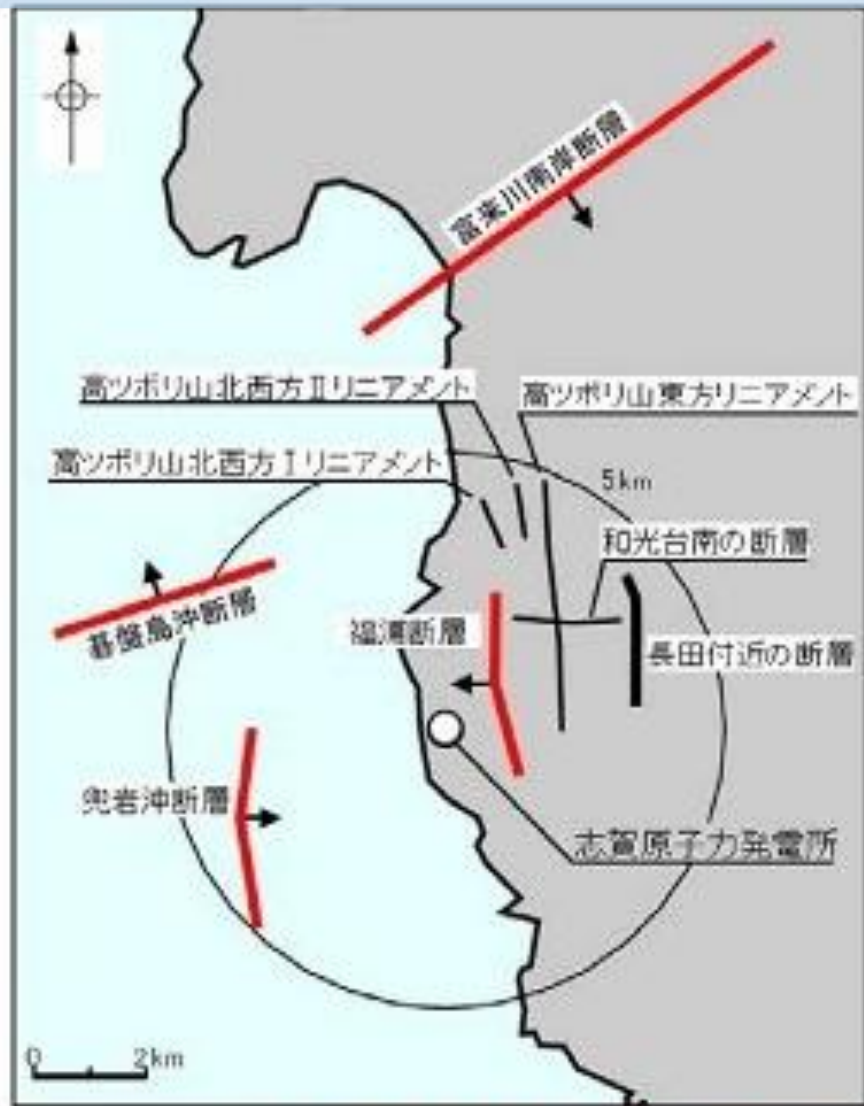 富来川南岸断層
高ツボリ山北西方Ⅱリニアメント
高ツボリ山東方リニアメント
高ツボリ山北西方Ⅰリニアメント
5km
和光台南の断層
碁盤島沖断層
福浦断層
長田付近の断層
兜岩沖断層
志賀原子力発電所
0 2km